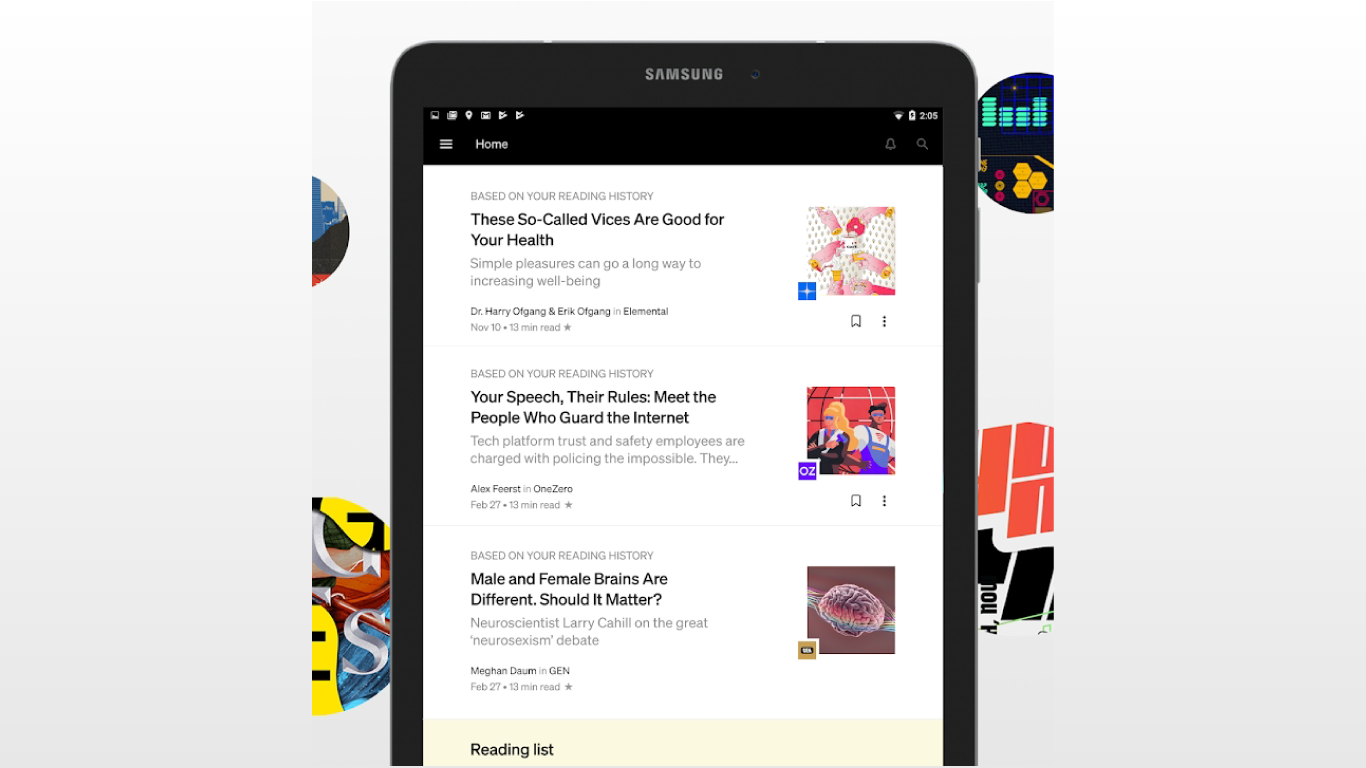 SAMSUNG
2:05
Home
BASED ON YOUR READING HISTORY
These So-Called Vices Are Good for
Your Health
Simple pleasures can go a long way to
increasing well-being
Dr. Harry Ofgang & Erik Ofgang in Elemental
Nov 10 • 13 min read ★
BASED ON YOUR READING HISTORY
Your Speech, Their Rules: Meet the
People Who Guard the Internet
Tech platform trust and safety employees are
charged with policing the impossible. They...
OZ
Alex Feerst in OneZero
Feb 27 • 13 min read ★
BASED ON YOUR READING HISTORY
Male and Female Brains Are
Different. Should It Matter?
Neuroscientist Larry Cahill on the great
‘neurosexism’ debate
Meghan Daum in GEN
Feb 27 • 13 min read ★
Reading list